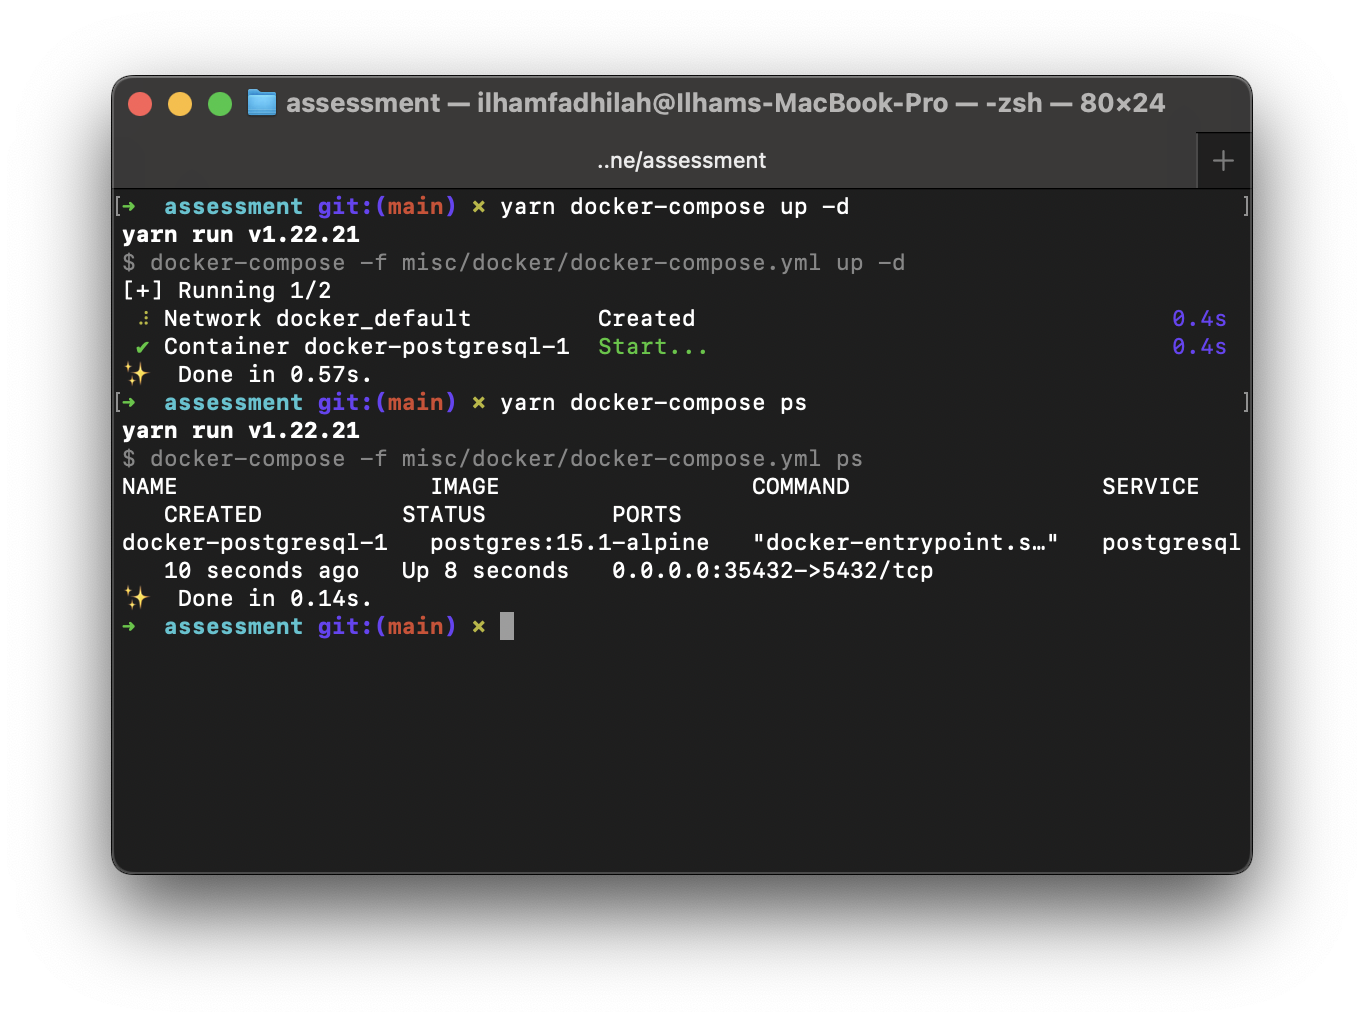 assessment — ilhamfadhilah@Ilhams-MacBook-Pro — -zsh — 80×24
..ne/assessment +
[➜  assessment git:(main) ✗ yarn docker-compose up -d ]
yarn run v1.22.21
$ docker-compose -f misc/docker/docker-compose.yml up -d
[+] Running 1/2
 ⠼ Network docker_default         Created                                  0.4s
 ✔ Container docker-postgresql-1  Start...                                 0.4s
✨  Done in 0.57s.
[➜  assessment git:(main) ✗ yarn docker-compose ps ]
yarn run v1.22.21
$ docker-compose -f misc/docker/docker-compose.yml ps
NAME                  IMAGE                  COMMAND                  SERVICE
   CREATED          STATUS         PORTS
docker-postgresql-1   postgres:15.1-alpine   "docker-entrypoint.s…"   postgresql
   10 seconds ago   Up 8 seconds   0.0.0.0:35432->5432/tcp
✨  Done in 0.14s.
➜  assessment git:(main) ✗